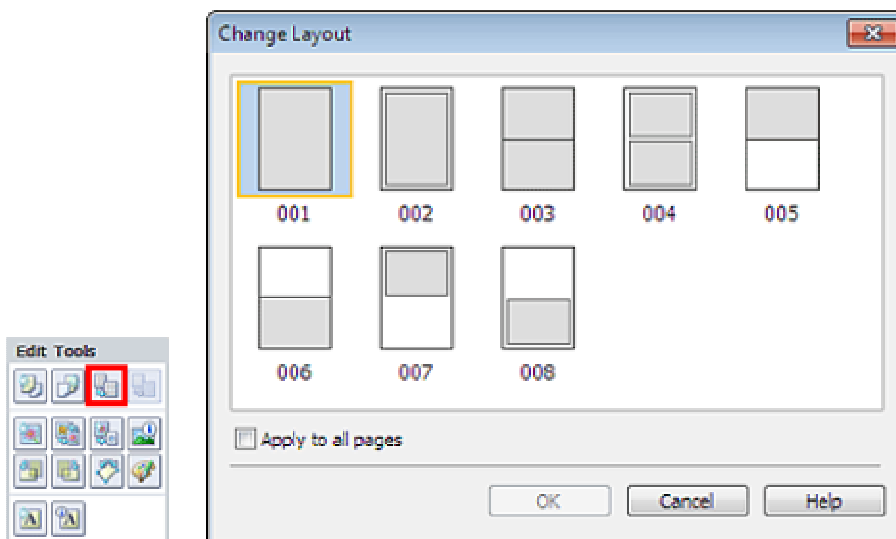 Change Layout
001 002 003 004 005
006 007 008
Apply to all pages
OK Cancel Help
Edit Tools